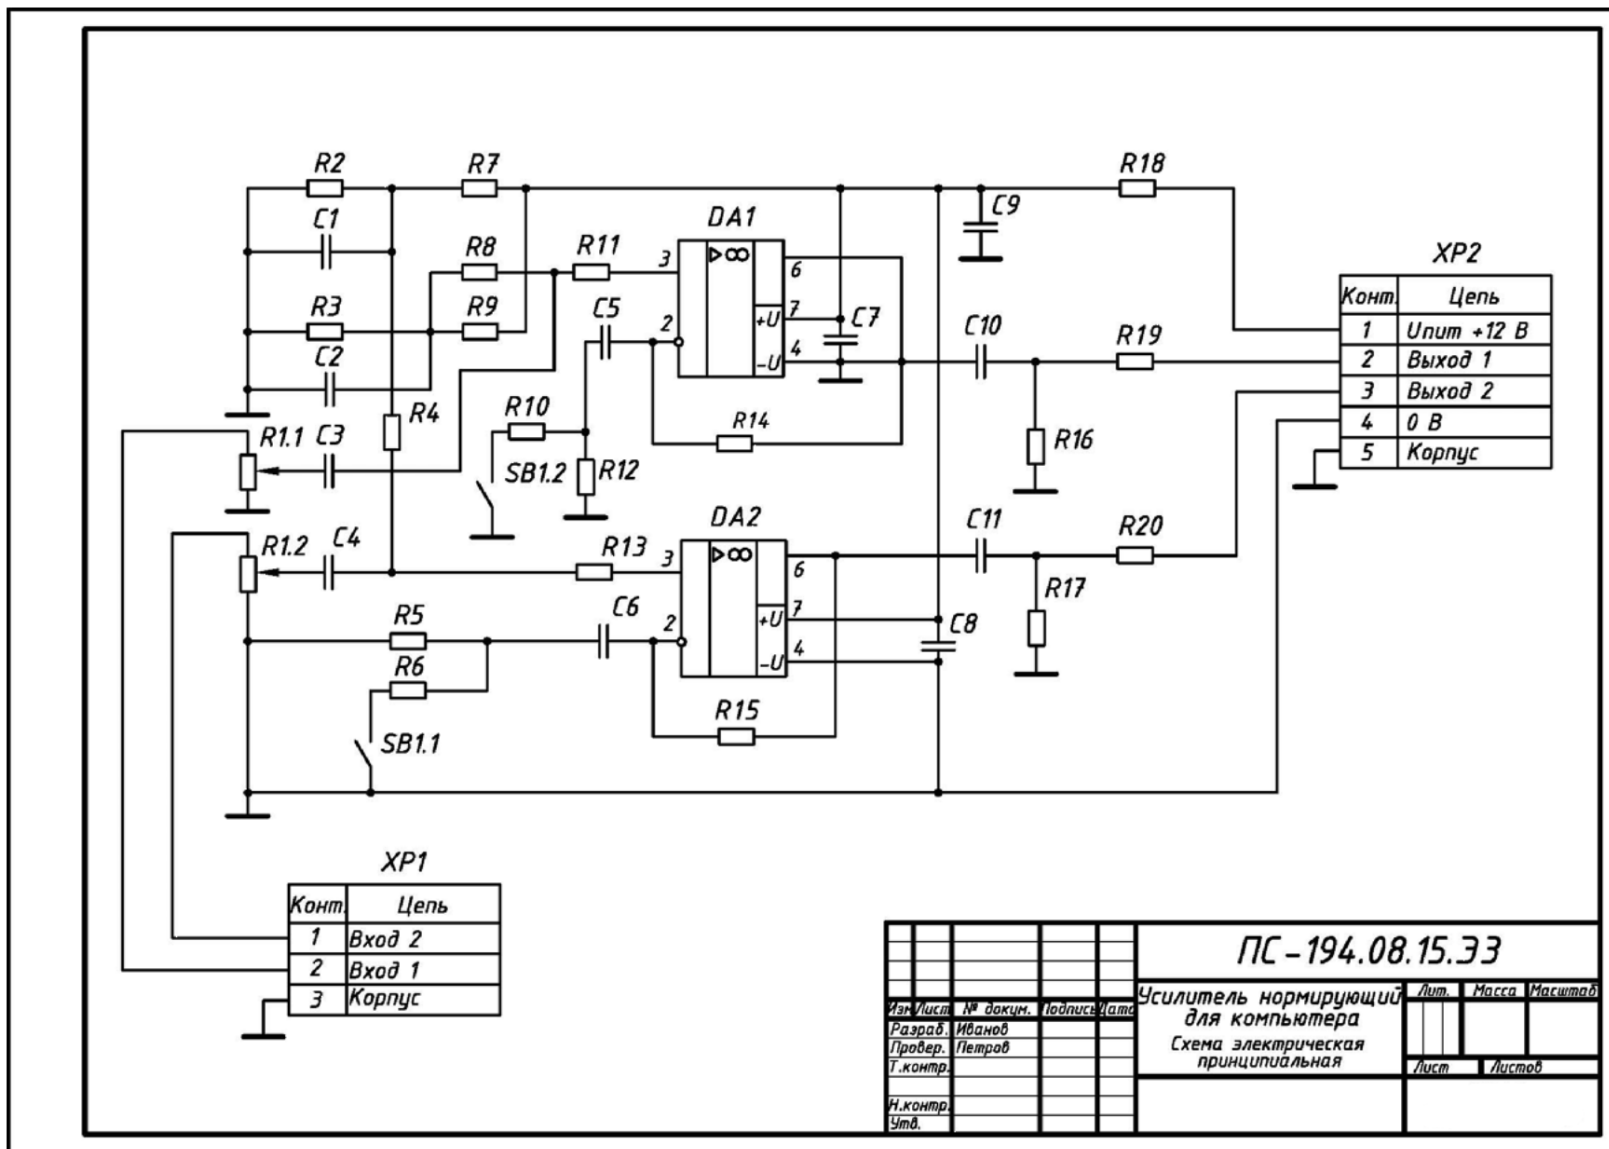 R2
R7
R18
C1
DA1
C9
R8
R11
3
▷∞
6
XP2
Конт.
Цепь
R3
R9
C5
2
+U
7
C7
4
-U
C10
R19
1
Uпит +12 В
2
Выход 1
3
Выход 2
4
0 В
5
Корпус
C2
R4
R10
R14
R1.1
C3
SB1.2
R12
R16
DA2
C11
R20
R1.2
C4
R13
3
▷∞
6
R17
R5
C6
2
+U
7
C8
4
-U
R6
R15
SB1.1
XP1
Конт.
Цепь
1
Вход 2
2
Вход 1
3
Корпус
ПС-194.08.15.ЭЗ
Усилитель нормирующий
для компьютера
Схема электрическая
принципиальная
Лит.
Масса
Масштаб
Изм
Лист
№ докум.
Подпись
Дата
Разраб.
Иванов
Провер.
Петров
Т.контр.
Лист
Листов
Н.контр.
Утв.